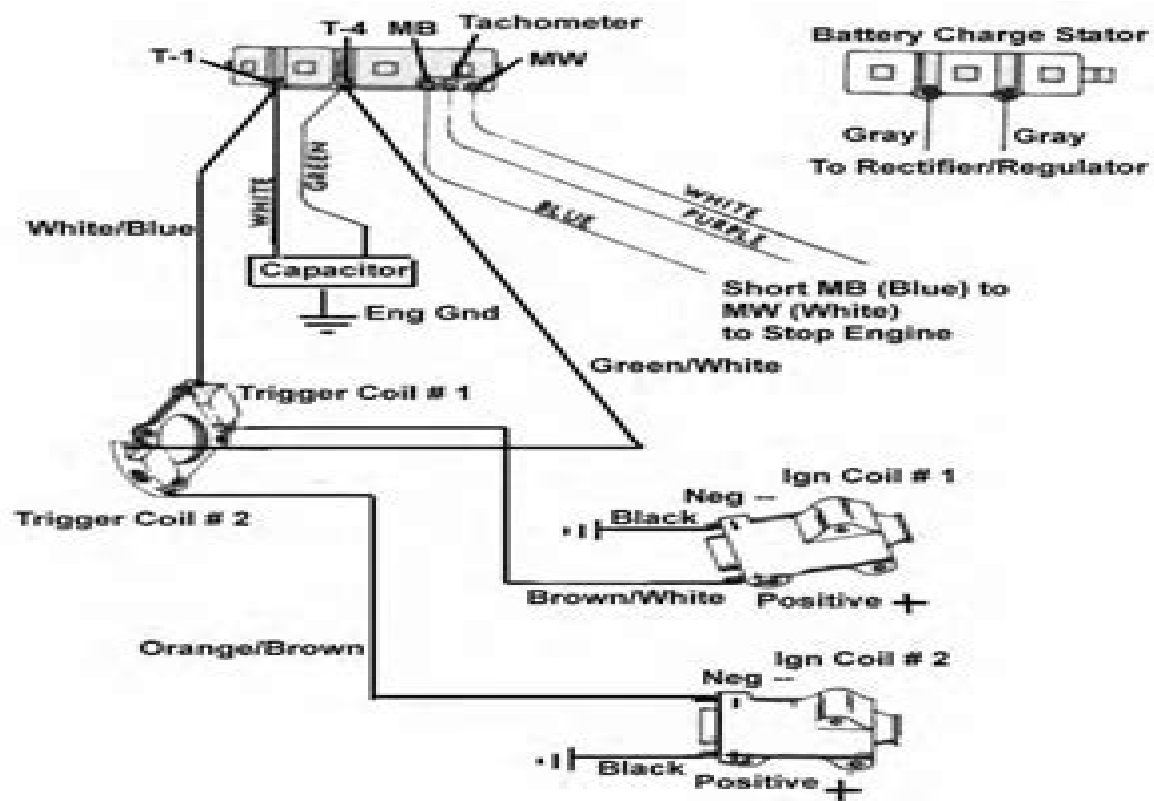 T-4 MB Tachometer
T-1
MW
Battery Charge Stator
Gray Gray
To Rectifier/Regulator
WHITE
GREEN
WHITE
PURPLE
BLUE
White/Blue
Capacitor
Eng Gnd
Short MB (Blue) to
MW (White)
to Stop Engine
Green/White
Trigger Coil # 1
Trigger Coil # 2
Ign Coil # 1
Neg --
Black
Brown/White
Positive +
Orange/Brown
Ign Coil # 2
Neg --
Black
Positive +